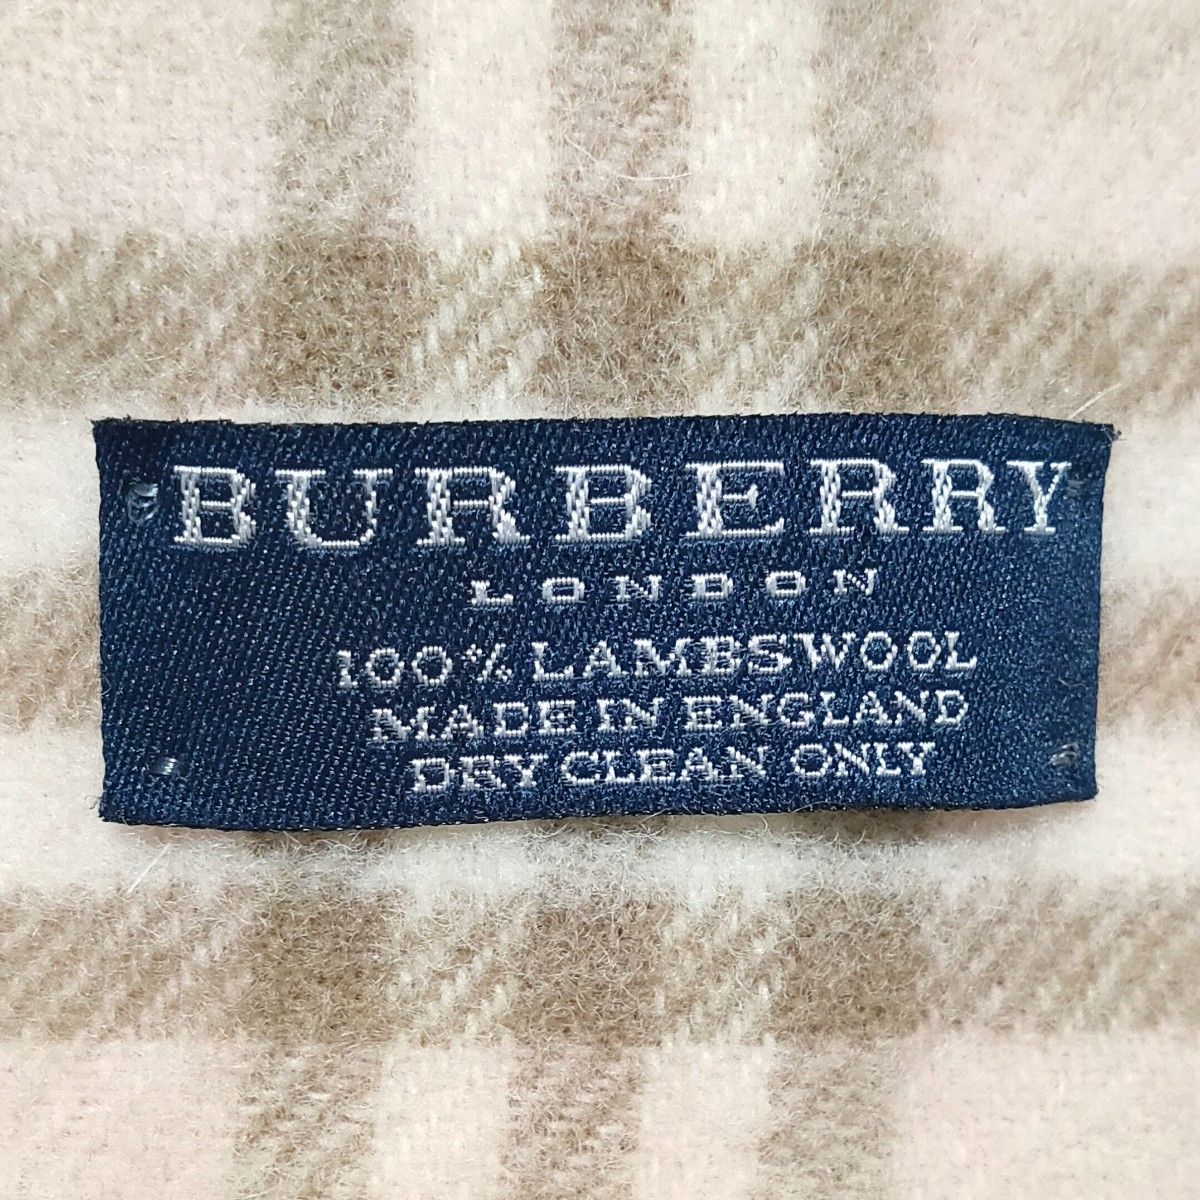 BURBERRY
LONDON
100% LAMBSWOOL
MADE IN ENGLAND
DRY CLEAN ONLY